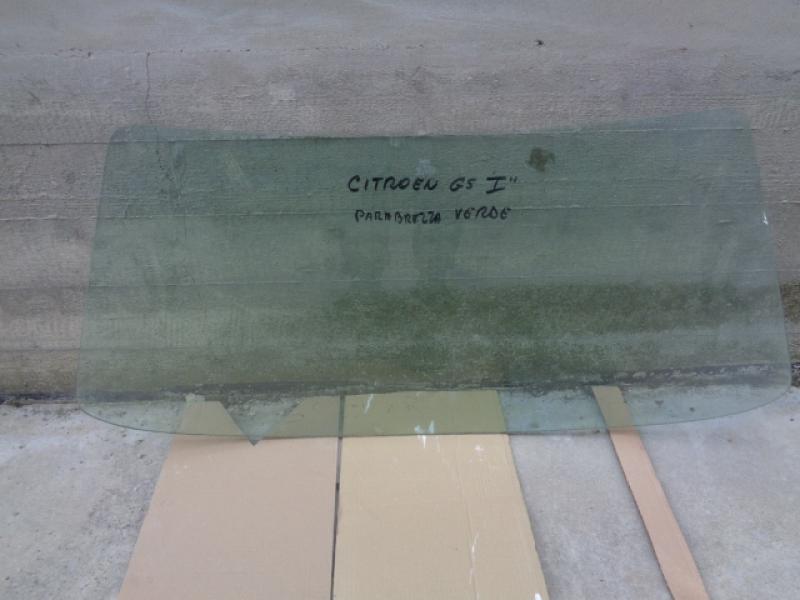 CITROEN GS I"
PARABREZZA VERDE